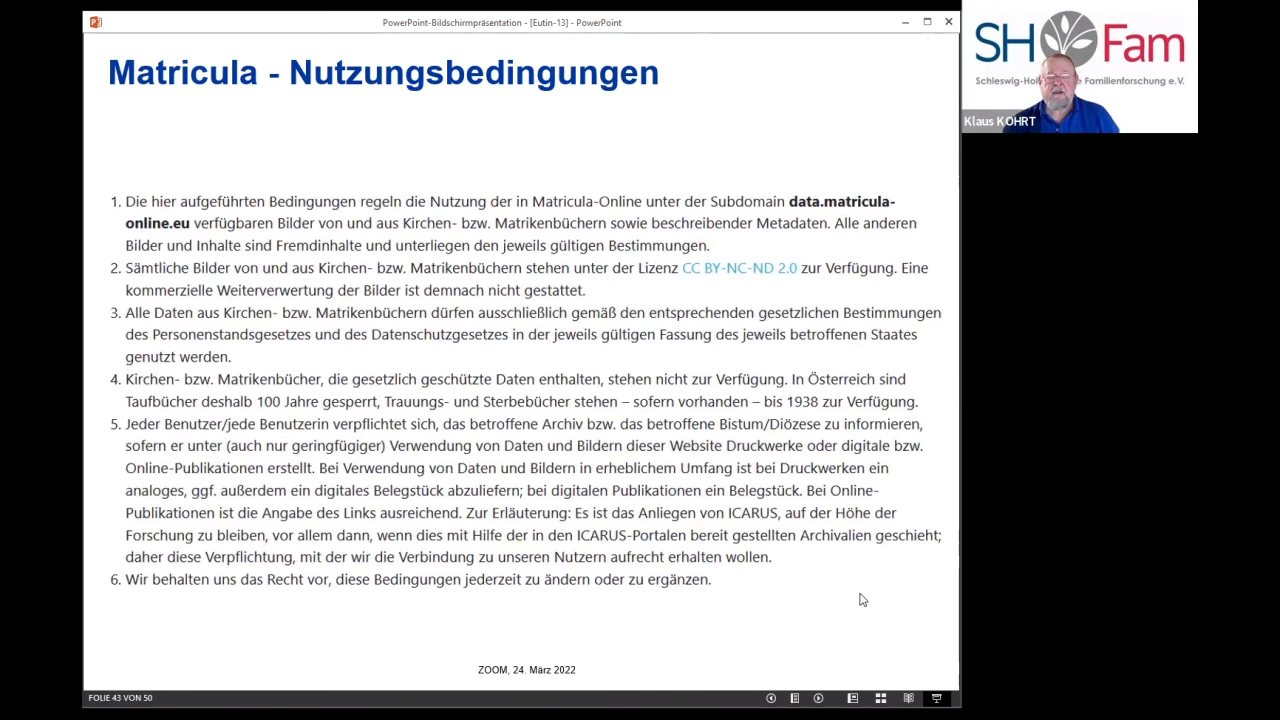 PowerPoint-Bildschirmpräsentation - [Eutin-13] - PowerPoint
Matricula - Nutzungsbedingungen
1. Die hier aufgeführten Bedingungen regeln die Nutzung der in Matricula-Online unter der Subdomain data.matricula-
online.eu verfügbaren Bilder von und aus Kirchen- bzw. Matrikenbüchern sowie beschreibender Metadaten. Alle anderen
Bilder und Inhalte sind Fremdinhalte und unterliegen den jeweils gültigen Bestimmungen.
2. Sämtliche Bilder von und aus Kirchen- bzw. Matrikenbüchern stehen unter der Lizenz CC BY-NC-ND 2.0 zur Verfügung. Eine
kommerzielle Weiterverwertung der Bilder ist demnach nicht gestattet.
3. Alle Daten aus Kirchen- bzw. Matrikenbüchern dürfen ausschließlich gemäß den entsprechenden gesetzlichen Bestimmungen
des Personenstandsgesetzes und des Datenschutzgesetzes in der jeweils gültigen Fassung des jeweils betroffenen Staates
genutzt werden.
4. Kirchen- bzw. Matrikenbücher, die gesetzlich geschützte Daten enthalten, stehen nicht zur Verfügung. In Österreich sind
Taufbücher deshalb 100 Jahre gesperrt, Trauungs- und Sterbebücher stehen – sofern vorhanden – bis 1938 zur Verfügung.
5. Jeder Benutzer/jede Benutzerin verpflichtet sich, das betroffene Archiv bzw. das betroffene Bistum/Diözese zu informieren,
sofern er unter (auch nur geringfügiger) Verwendung von Daten und Bildern dieser Website Druckwerke oder digitale bzw.
Online-Publikationen erstellt. Bei Verwendung von Daten und Bildern in erheblichem Umfang ist bei Druckwerken ein
analoges, ggf. außerdem ein digitales Belegstück abzuliefern; bei digitalen Publikationen ein Belegstück. Bei Online-
Publikationen ist die Angabe des Links ausreichend. Zur Erläuterung: Es ist das Anliegen von ICARUS, auf der Höhe der
Forschung zu bleiben, vor allem dann, wenn dies mit Hilfe der in den ICARUS-Portalen bereit gestellten Archivalien geschieht;
daher diese Verpflichtung, mit der wir die Verbindung zu unseren Nutzern aufrecht erhalten wollen.
6. Wir behalten uns das Recht vor, diese Bedingungen jederzeit zu ändern oder zu ergänzen.
ZOOM, 24. März 2022
FOLIE 43 VON 50
SH Fam
Familienforschung e.V.
Klaus KOHRT